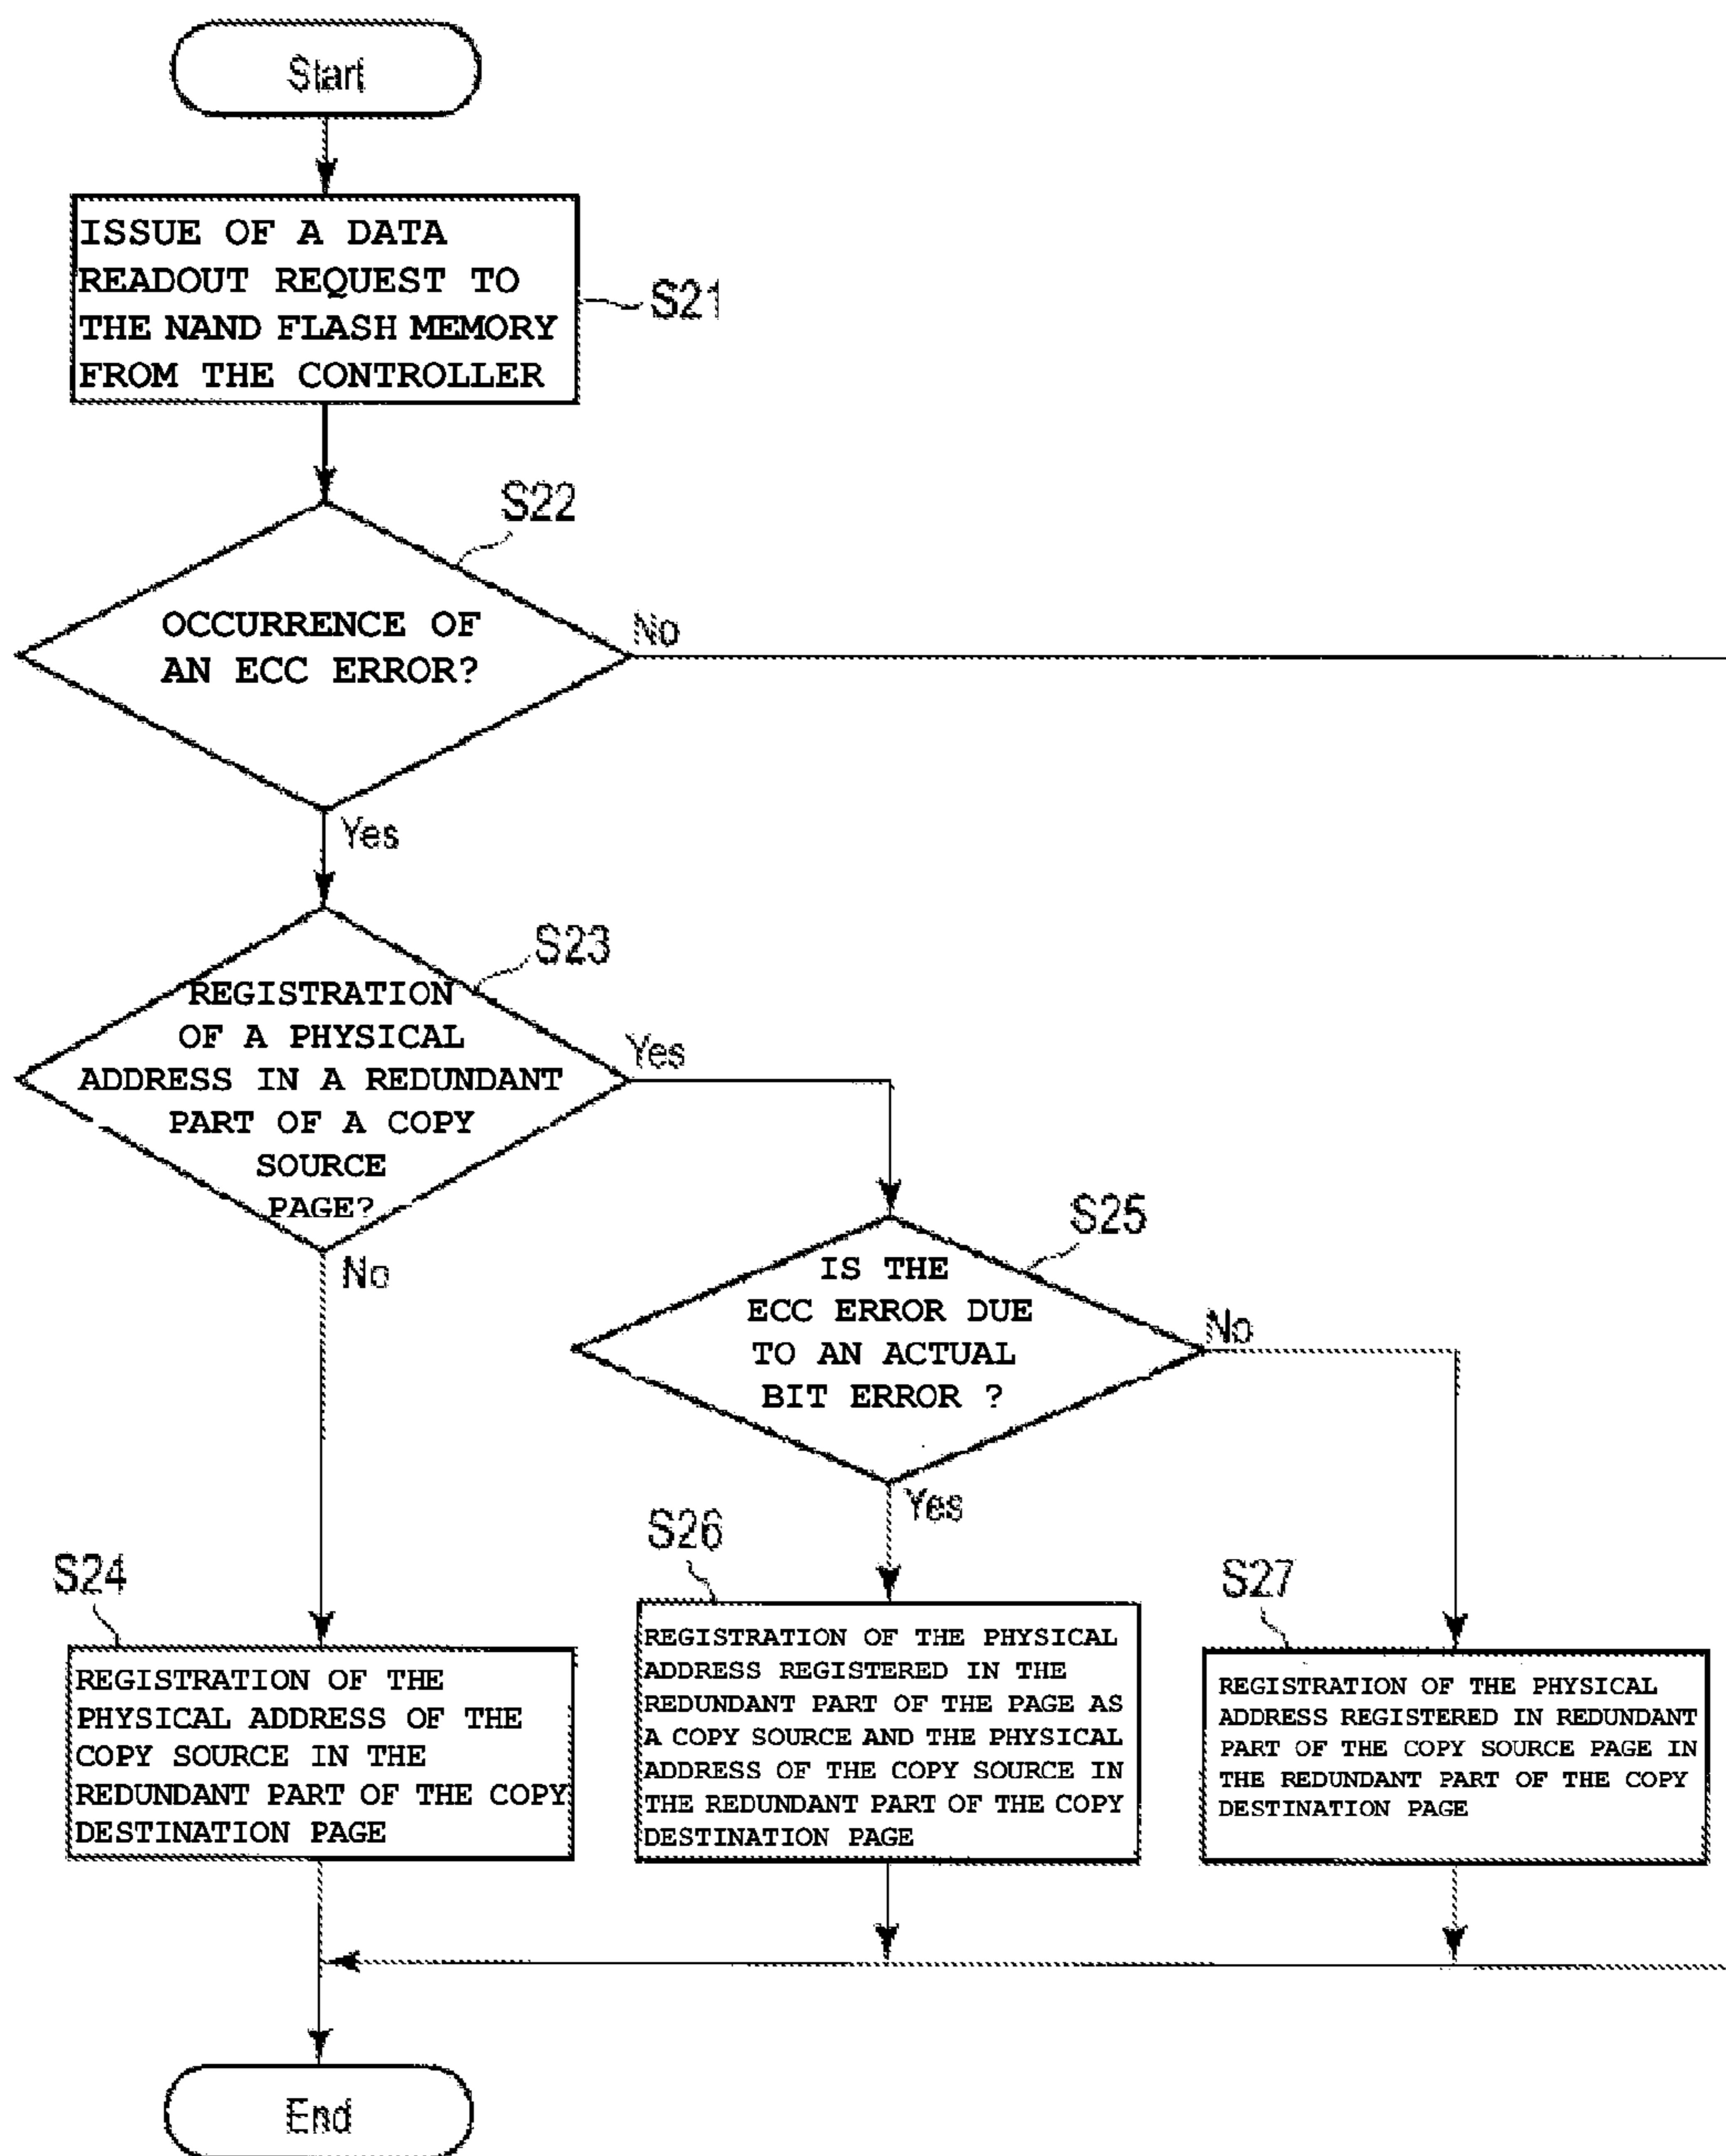 Start
ISSUE OF A DATA
READOUT REQUEST TO
THE NAND FLASH MEMORY
FROM THE CONTROLLER
S21
S22
OCCURRENCE OF
AN ECC ERROR?
No
Yes
S23
REGISTRATION
OF A PHYSICAL
ADDRESS IN A REDUNDANT
PART OF A COPY
SOURCE
PAGE?
Yes
No
S25
IS THE
ECC ERROR DUE
TO AN ACTUAL
BIT ERROR ?
No
Yes
S24
REGISTRATION OF THE
PHYSICAL ADDRESS OF THE
COPY SOURCE IN THE
REDUNDANT PART OF THE COPY
DESTINATION PAGE
S26
REGISTRATION OF THE PHYSICAL
ADDRESS REGISTERED IN THE
REDUNDANT PART OF THE PAGE AS
A COPY SOURCE AND THE PHYSICAL
ADDRESS OF THE COPY SOURCE IN
THE REDUNDANT PART OF THE COPY
DESTINATION PAGE
S27
REGISTRATION OF THE PHYSICAL
ADDRESS REGISTERED IN REDUNDANT
PART OF THE COPY SOURCE PAGE IN
THE REDUNDANT PART OF THE COPY
DESTINATION PAGE
End